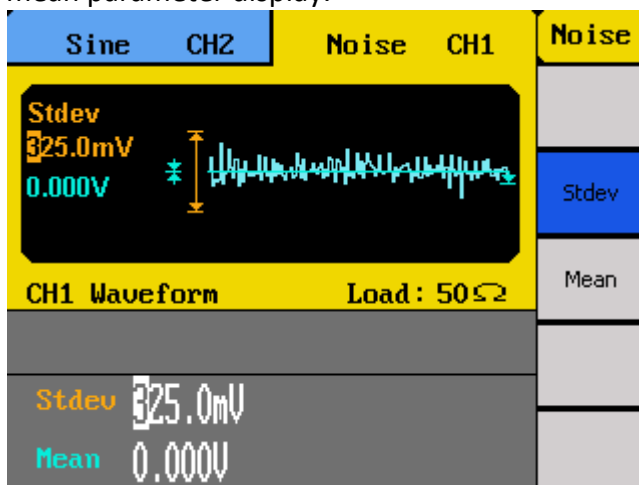 mean parameter display.
Sine CH2 Noise CH1 Noise
Stdev
325.0mV
0.000V
Stdev
Mean
CH1 Waveform Load: 50Ω
Stdev 325.0mV
Mean 0.000V